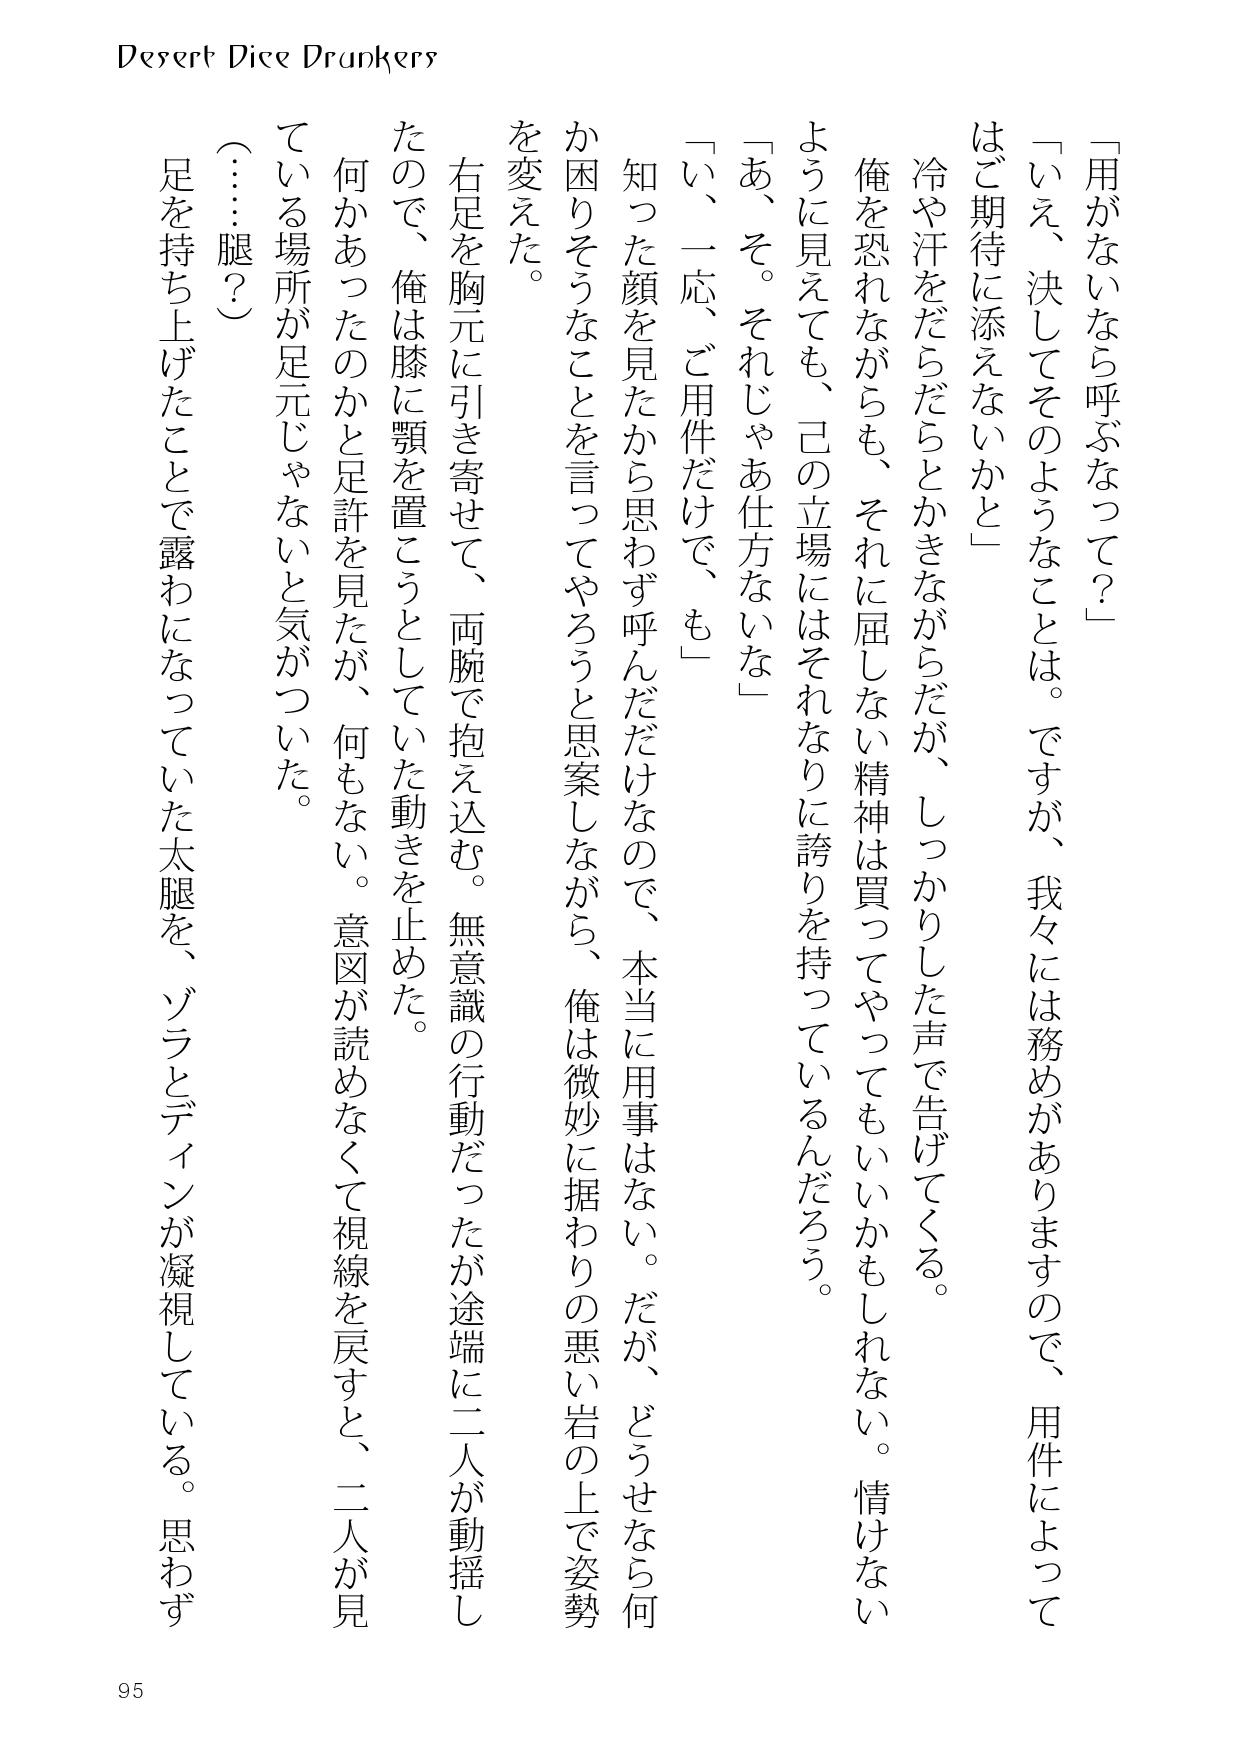 Desert Dice Drunkers
「用がないなら呼ぶなって？」
「いえ、決してそのようなことは。ですが、我々には務めがありますので、用件によって
はご期待に添えないかと」
冷や汗をだらだらとかきながらだが、しっかりした声で告げてくる。
俺を恐れながらも、それに屈しない精神は買ってやってもいいかもしれない。情けない
ように見えても、己の立場にはそれなりに誇りを持っているんだろう。
「あ、そ。それじゃあ仕方ないな」
「い、一応、ご用件だけで、も」
知った顔を見たから思わず呼んだだけなので、本当に用事はない。だが、どうせなら何
か困りそうなことを言ってやろうと思案しながら、俺は微妙に据わりの悪い岩の上で姿勢
を変えた。
右足を胸元に引き寄せて、両腕で抱え込む。無意識の行動だったが途端に二人が動揺し
たので、俺は膝に顎を置こうとしていた動きを止めた。
何かあったのかと足許を見たが、何もない。意図が読めなくて視線を戻すと、二人が見
ている場所が足元じゃないと気がついた。
（……腿？）
足を持ち上げたことで露わになっていた太腿を、ゾラとディンが凝視している。思わず
95